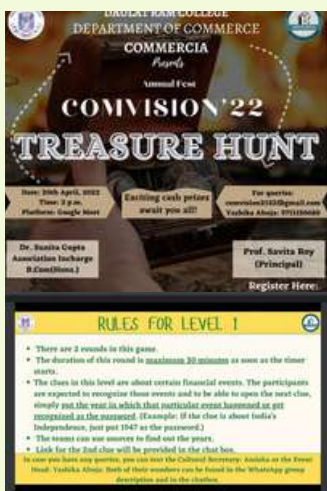 DAULAT RAM COLLEGE
DEPARTMENT OF COMMERCE
COMMERCIA
Presents
Annual Fest
COMVISION'22
TREASURE HUNT
Date: 20th April, 2022
Time: 2 p.m.
Platform: Google Meet
Exciting cash prizes
await you all!
For queries:
Yashika Ahuja:
Dr. Sunita Gupta
Association Incharge
B.Com(Hons.)
Prof. Savita Roy
(Principal)
Register Here:
RULES FOR LEVEL 1
• There are 2 rounds in this game.
• The duration of this round is maximum 30 minutes as soon as the timer
starts.
• The clues in this level are about certain financial events. The participants
are expected to recognise those events and to be able to open the next clue,
simply put the year in which that particular event happened or got
recognised as the password. (Example: If the clue is about India's
Independence, just put 1947 as the password.)
• The teams can use sources to find out the years.
• Link for the 2nd clue will be provided in the chat box.
In case you have any queries, you can text the Cultural Secretary: or the Event
Head: Yashika Ahuja. Both of their numbers can be found in the WhatsApp group
description and in the chatbox.